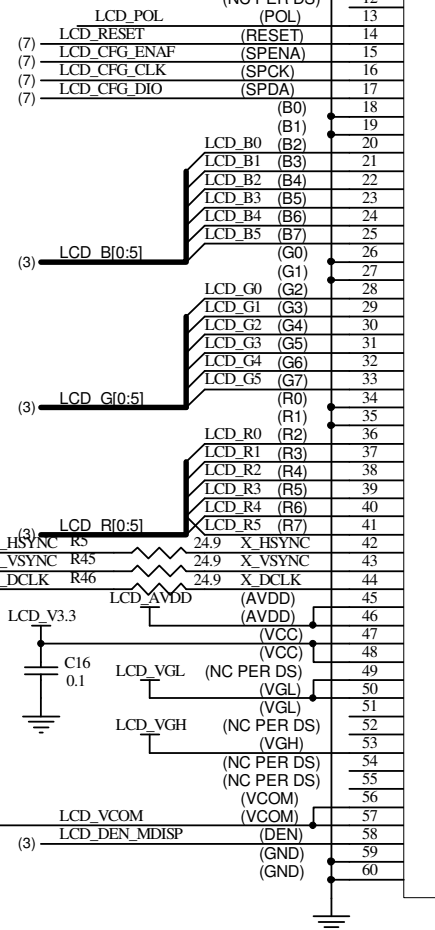 (NC PER DS) 12
LCD_POL (POL) 13
(7) LCD_RESET (RESET) 14
(7) LCD_CFG_ENAF (SPENA) 15
(7) LCD_CFG_CLK (SPCK) 16
(7) LCD_CFG_DIO (SPDA) 17
(B0) 18
(B1) 19
LCD_B0 (B2) 20
LCD_B1 (B3) 21
LCD_B2 (B4) 22
LCD_B3 (B5) 23
LCD_B4 (B6) 24
LCD_B5 (B7) 25
(3) LCD_B[0:5] (G0) 26
(G1) 27
LCD_G0 (G2) 28
LCD_G1 (G3) 29
LCD_G2 (G4) 30
LCD_G3 (G5) 31
LCD_G4 (G6) 32
LCD_G5 (G7) 33
(3) LCD_G[0:5] (R0) 34
(R1) 35
LCD_R0 (R2) 36
LCD_R1 (R3) 37
LCD_R2 (R4) 38
LCD_R3 (R5) 39
LCD_R4 (R6) 40
(3) LCD_R[0:5] LCD_R5 (R7) 41
_HSYNC R5 24.9 X_HSYNC 42
_VSYNC R45 24.9 X_VSYNC 43
_DCLK R46 24.9 X_DCLK 44
LCD_AVDD (AVDD) 45
LCD_V3.3 (AVDD) 46
(VCC) 47
(VCC) 48
C16 LCD_VGL (NC PER DS) 49
0.1 (VGL) 50
(VGL) 51
LCD_VGH (NC PER DS) 52
(VGH) 53
(NC PER DS) 54
(NC PER DS) 55
(VCOM) 56
LCD_VCOM (VCOM) 57
(3) LCD_DEN_MDISP (DEN) 58
(GND) 59
(GND) 60